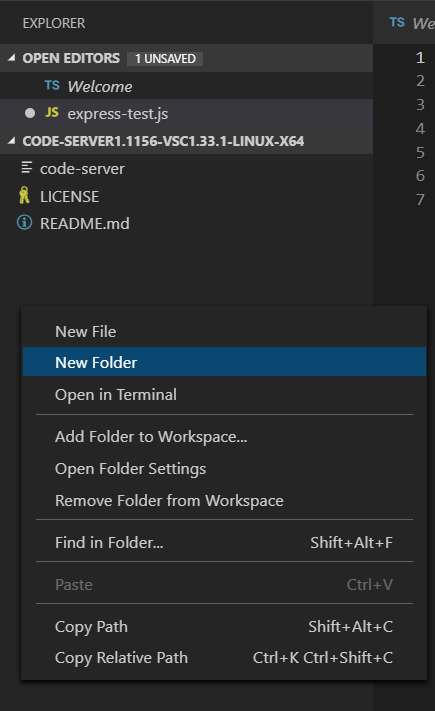 EXPLORER
OPEN EDITORS 1 UNSAVED
TS Welcome
JS express-test.js
CODE-SERVER1.1156-VSC1.33.1-LINUX-X64
code-server
LICENSE
README.md
New File
New Folder
Open in Terminal
Add Folder to Workspace...
Open Folder Settings
Remove Folder from Workspace
Find in Folder... Shift+Alt+F
Paste Ctrl+V
Copy Path Shift+Alt+C
Copy Relative Path Ctrl+K Ctrl+Shift+C
TS We
1
2
3
4
5
6
7